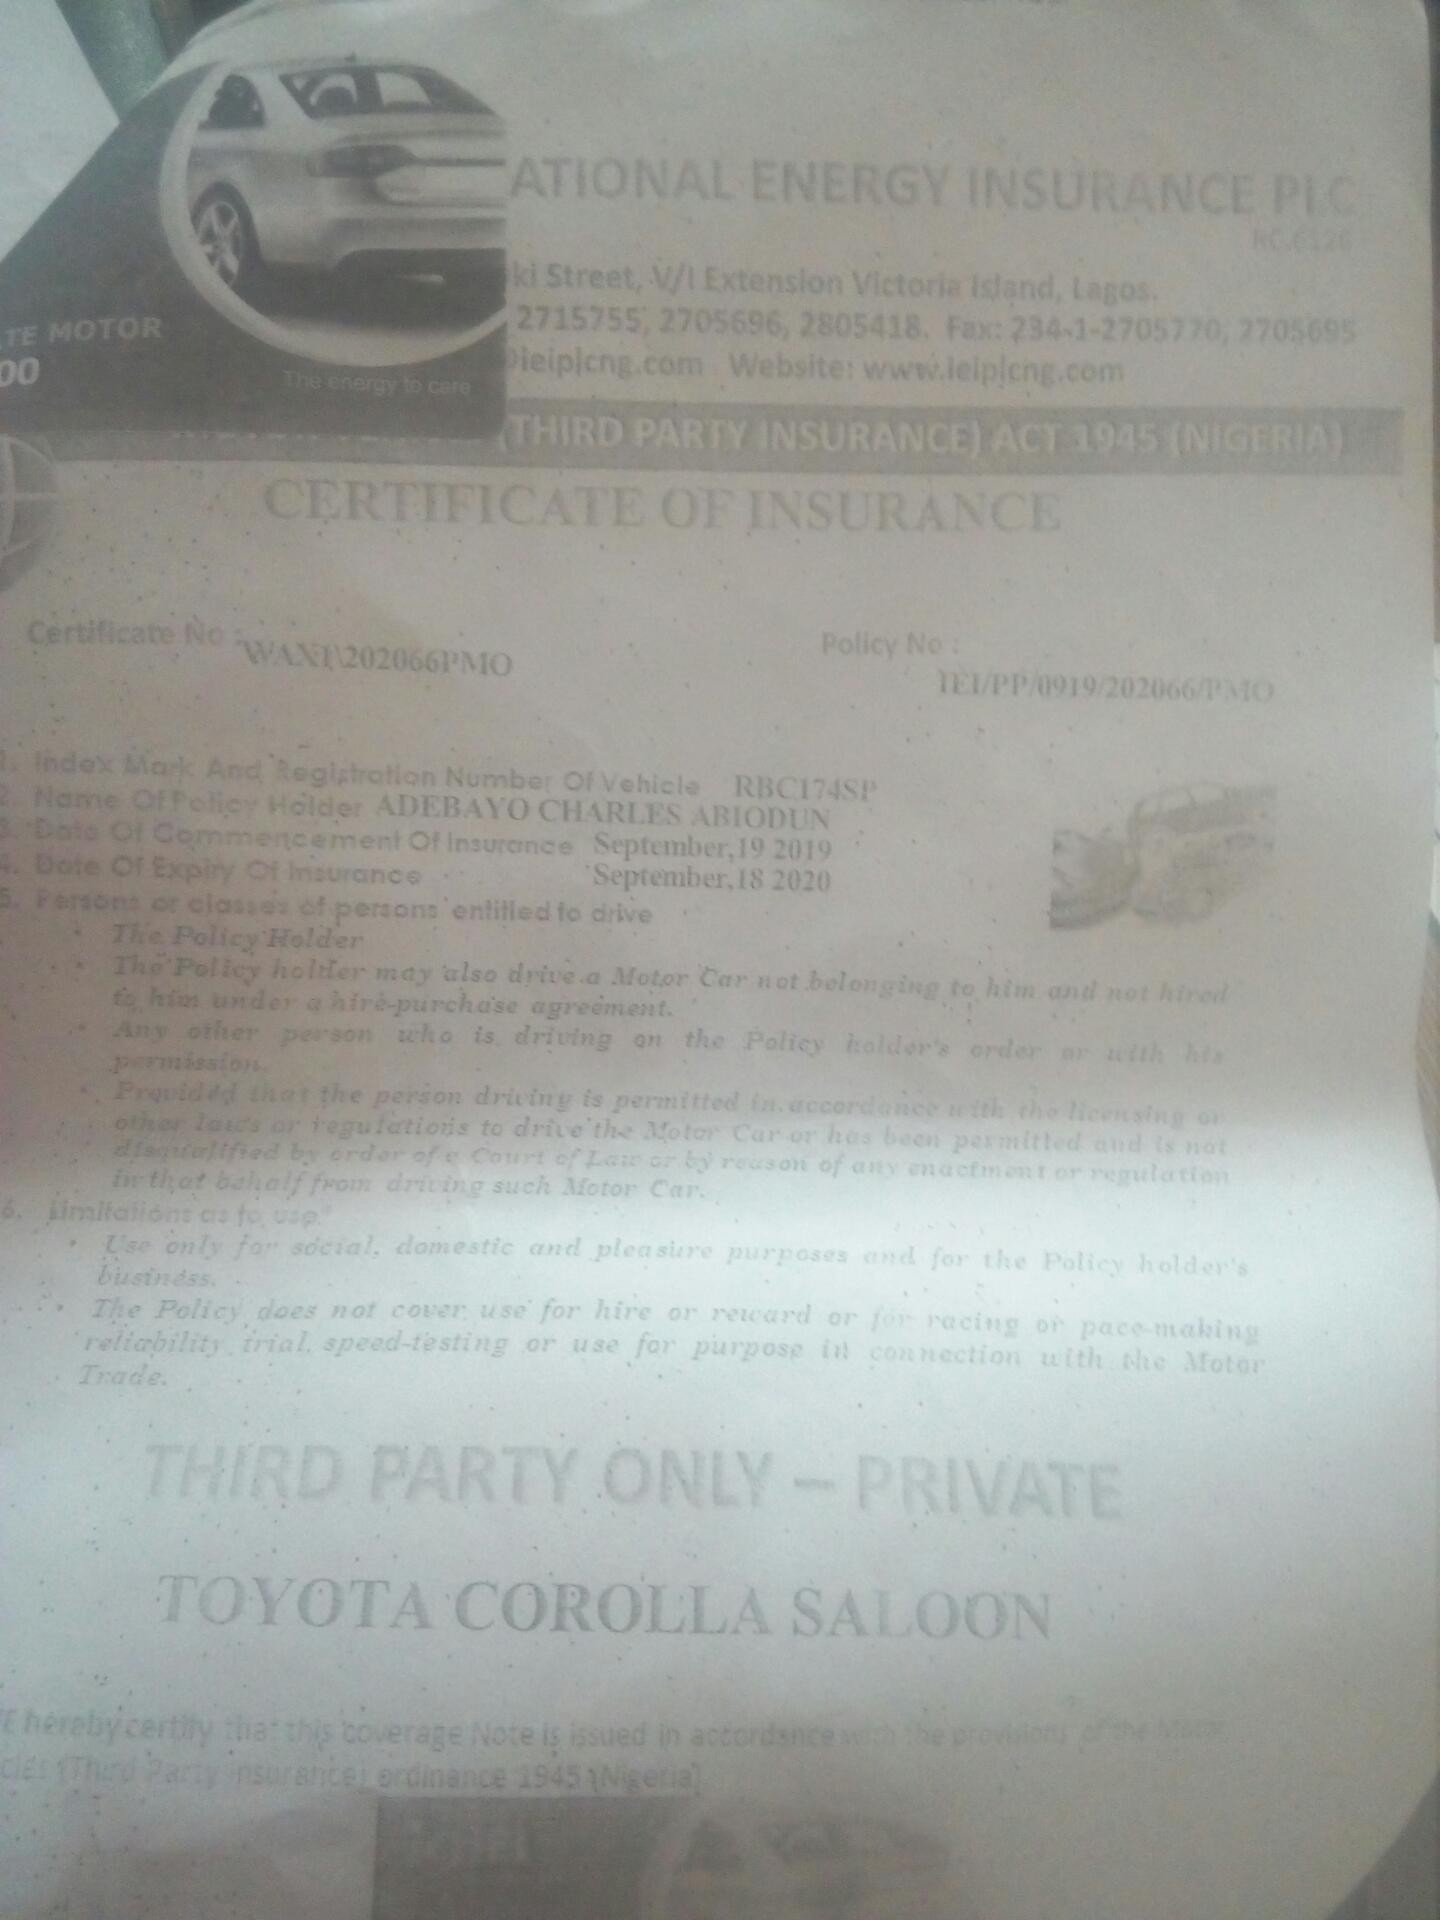 ATIONAL ENERGY INSURANCE PLC
RC.6126
ki Street, V/I Extension Victoria Island, Lagos.
2715755, 2705696, 2805418. Fax: 234-1-2705770, 2705695
@ieiplcng.com Website: www.ieiplcng.com
TE MOTOR
00
The energy to care
(THIRD PARTY INSURANCE) ACT 1945 (NIGERIA)
CERTIFICATE OF INSURANCE
Certificate No : WAX1\202066PMO
Policy No :
IEI/PP/0919/202066/PMO
1. Index Mark And Registration Number Of Vehicle RBC174SP
2. Name Of Policy Holder ADEBAYO CHARLES ABIODUN
3. Date Of Commencement Of Insurance September,19 2019
4. Date Of Expiry Of Insurance September,18 2020
5. Persons or classes of persons entitled to drive
• The Policy Holder
• The Policy holder may also drive a Motor Car not belonging to him and not hired
to him under a hire-purchase agreement.
• Any other person who is driving on the Policy holder's order or with his
permission.
• Provided that the person driving is permitted in accordance with the licensing or
other laws or regulations to drive the Motor Car or has been permitted and is not
disqualified by order of a Court of Law or by reason of any enactment or regulation
in that behalf from driving such Motor Car.
6. Limitations as to use*
• Use only for social, domestic and pleasure purposes and for the Policy holder's
business.
• The Policy does not cover use for hire or reward or for racing or pace-making
reliability trial, speed-testing or use for purpose in connection with the Motor
Trade.
THIRD PARTY ONLY – PRIVATE
TOYOTA COROLLA SALOON
E hereby certify that this coverage Note is issued in accordance with the provisions of the Motor
cles (Third Party Insurance) ordinance 1945 (Nigeria)